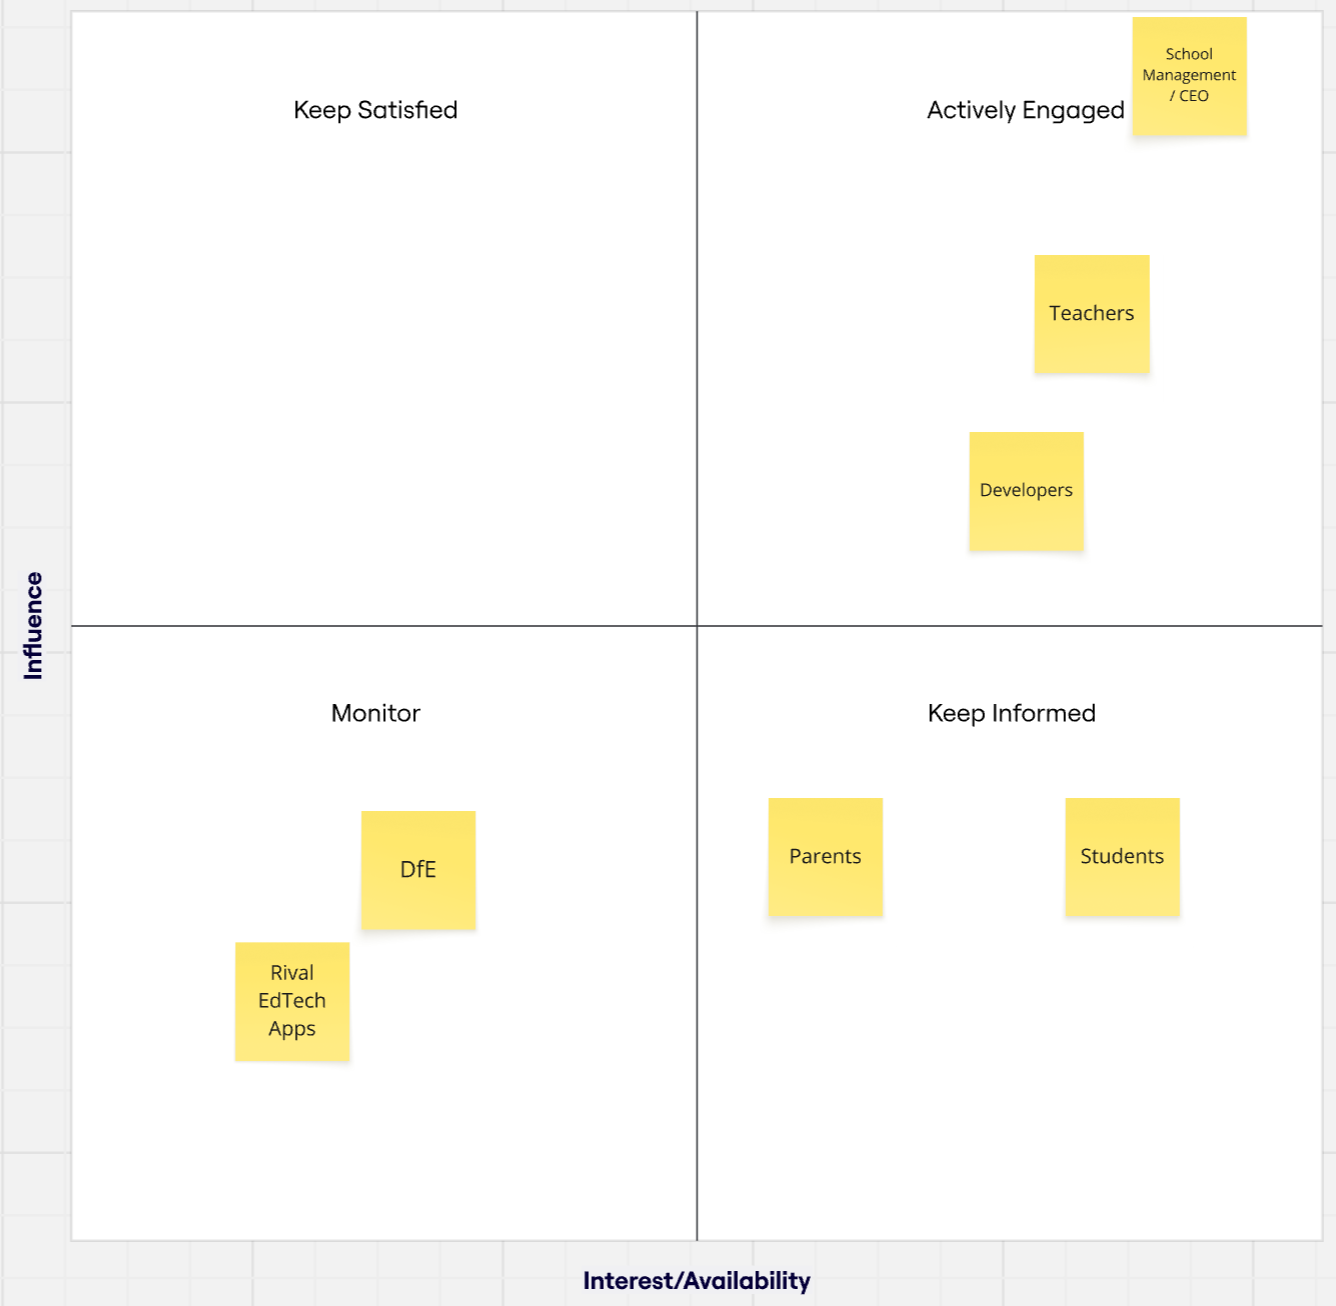 Keep Satisfied
Actively Engaged
School
Management
/ CEO
Teachers
Developers
Influence
Monitor
Keep Informed
DfE
Rival
EdTech
Apps
Parents
Students
Interest/Availability